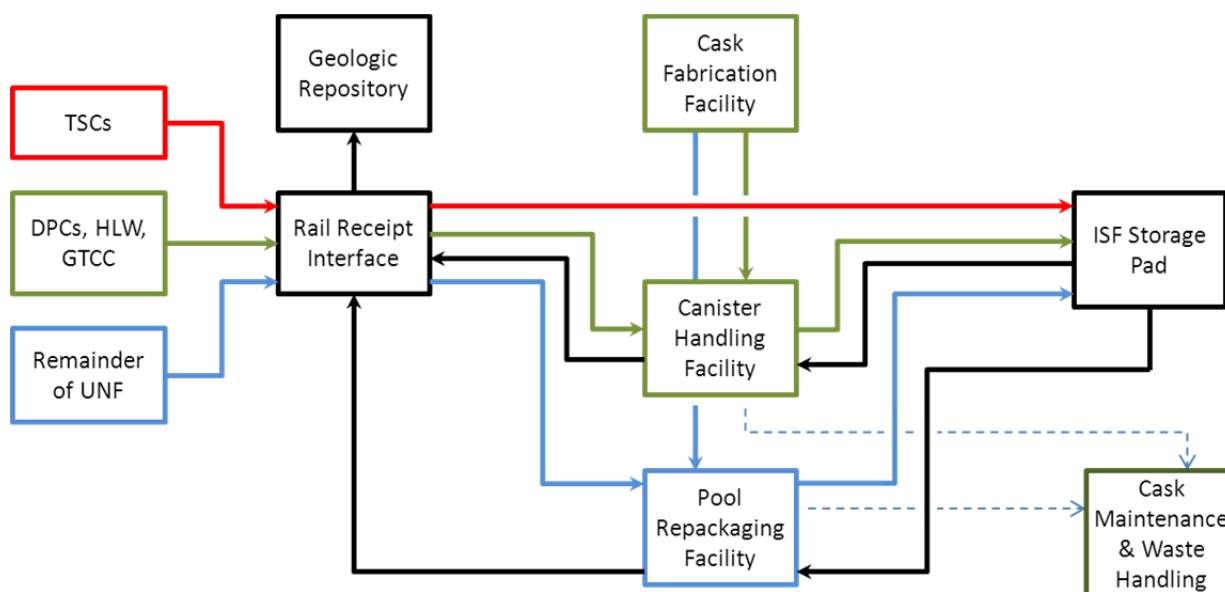 Geologic
Repository
Cask
Fabrication
Facility
TSCs
DPCs, HLW,
GTCC
Rail Receipt
Interface
ISF Storage
Pad
Canister
Handling
Facility
Remainder
of UNF
Pool
Repackaging
Facility
Cask
Maintenance
& Waste
Handling